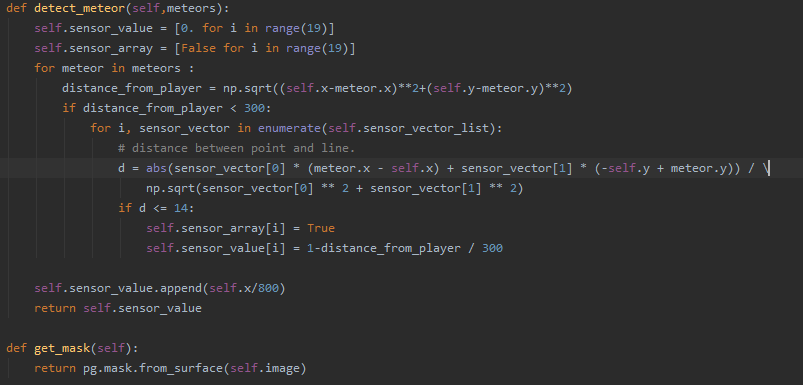 def detect_meteor(self,meteors):
    self.sensor_value = [0. for i in range(19)]
    self.sensor_array = [False for i in range(19)]
    for meteor in meteors :
        distance_from_player = np.sqrt((self.x-meteor.x)**2+(self.y-meteor.y)**2)
        if distance_from_player < 300:
            for i, sensor_vector in enumerate(self.sensor_vector_list):
                # distance between point and line.
                d = abs(sensor_vector[0] * (meteor.x - self.x) + sensor_vector[1] * (-self.y + meteor.y)) / \
                    np.sqrt(sensor_vector[0] ** 2 + sensor_vector[1] ** 2)
                if d <= 14:
                    self.sensor_array[i] = True
                    self.sensor_value[i] = 1-distance_from_player / 300

    self.sensor_value.append(self.x/800)
    return self.sensor_value

def get_mask(self):
    return pg.mask.from_surface(self.image)